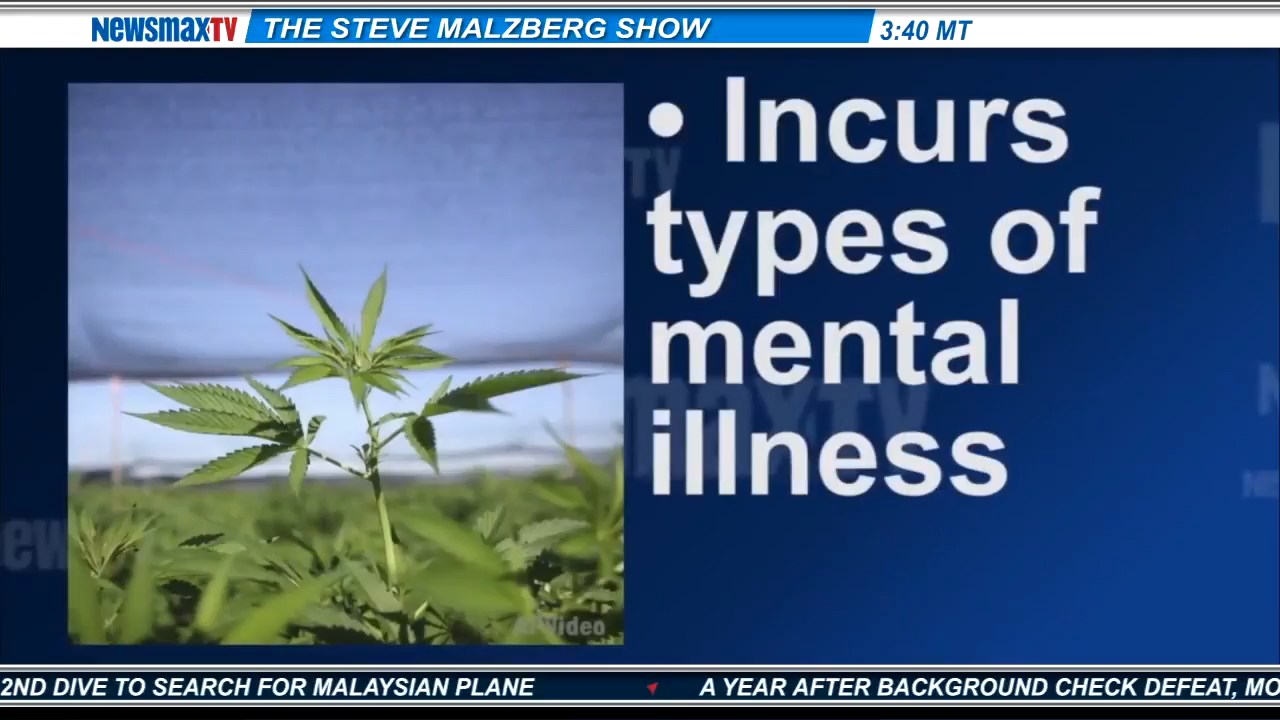 NEWSMAXTV THE STEVE MALZBERG SHOW 3:40 MT
• Incurs
types of
mental
illness
2ND DIVE TO SEARCH FOR MALAYSIAN PLANE A YEAR AFTER BACKGROUND CHECK DEFEAT, MO